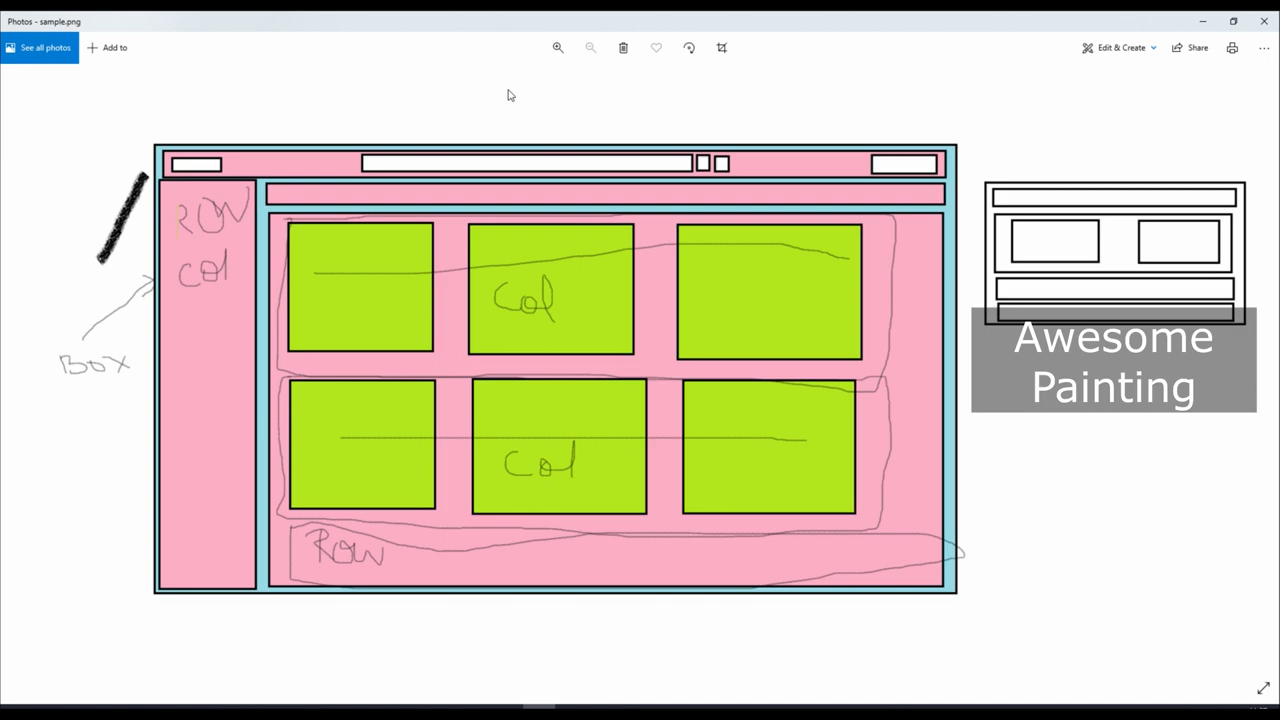 Photos - sample.png
See all photos
Add to
Edit & Create
Share
ROW
Col
Col
BOX
Awesome
Painting
Col
ROW